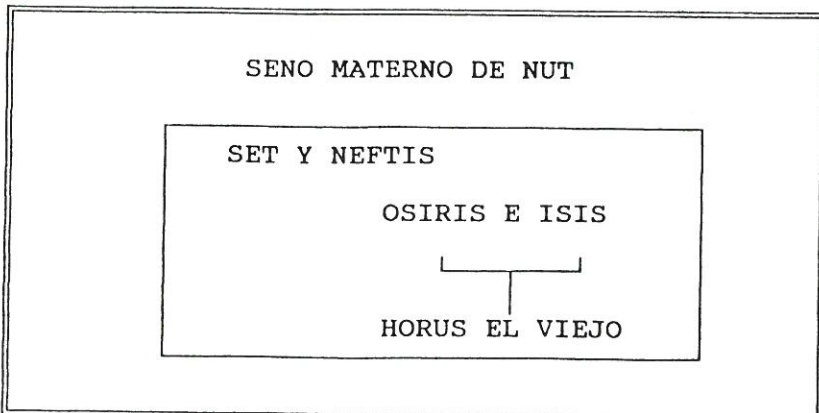 SENO MATERNO DE NUT
SET Y NEFTIS
OSIRIS E ISIS
HORUS EL VIEJO